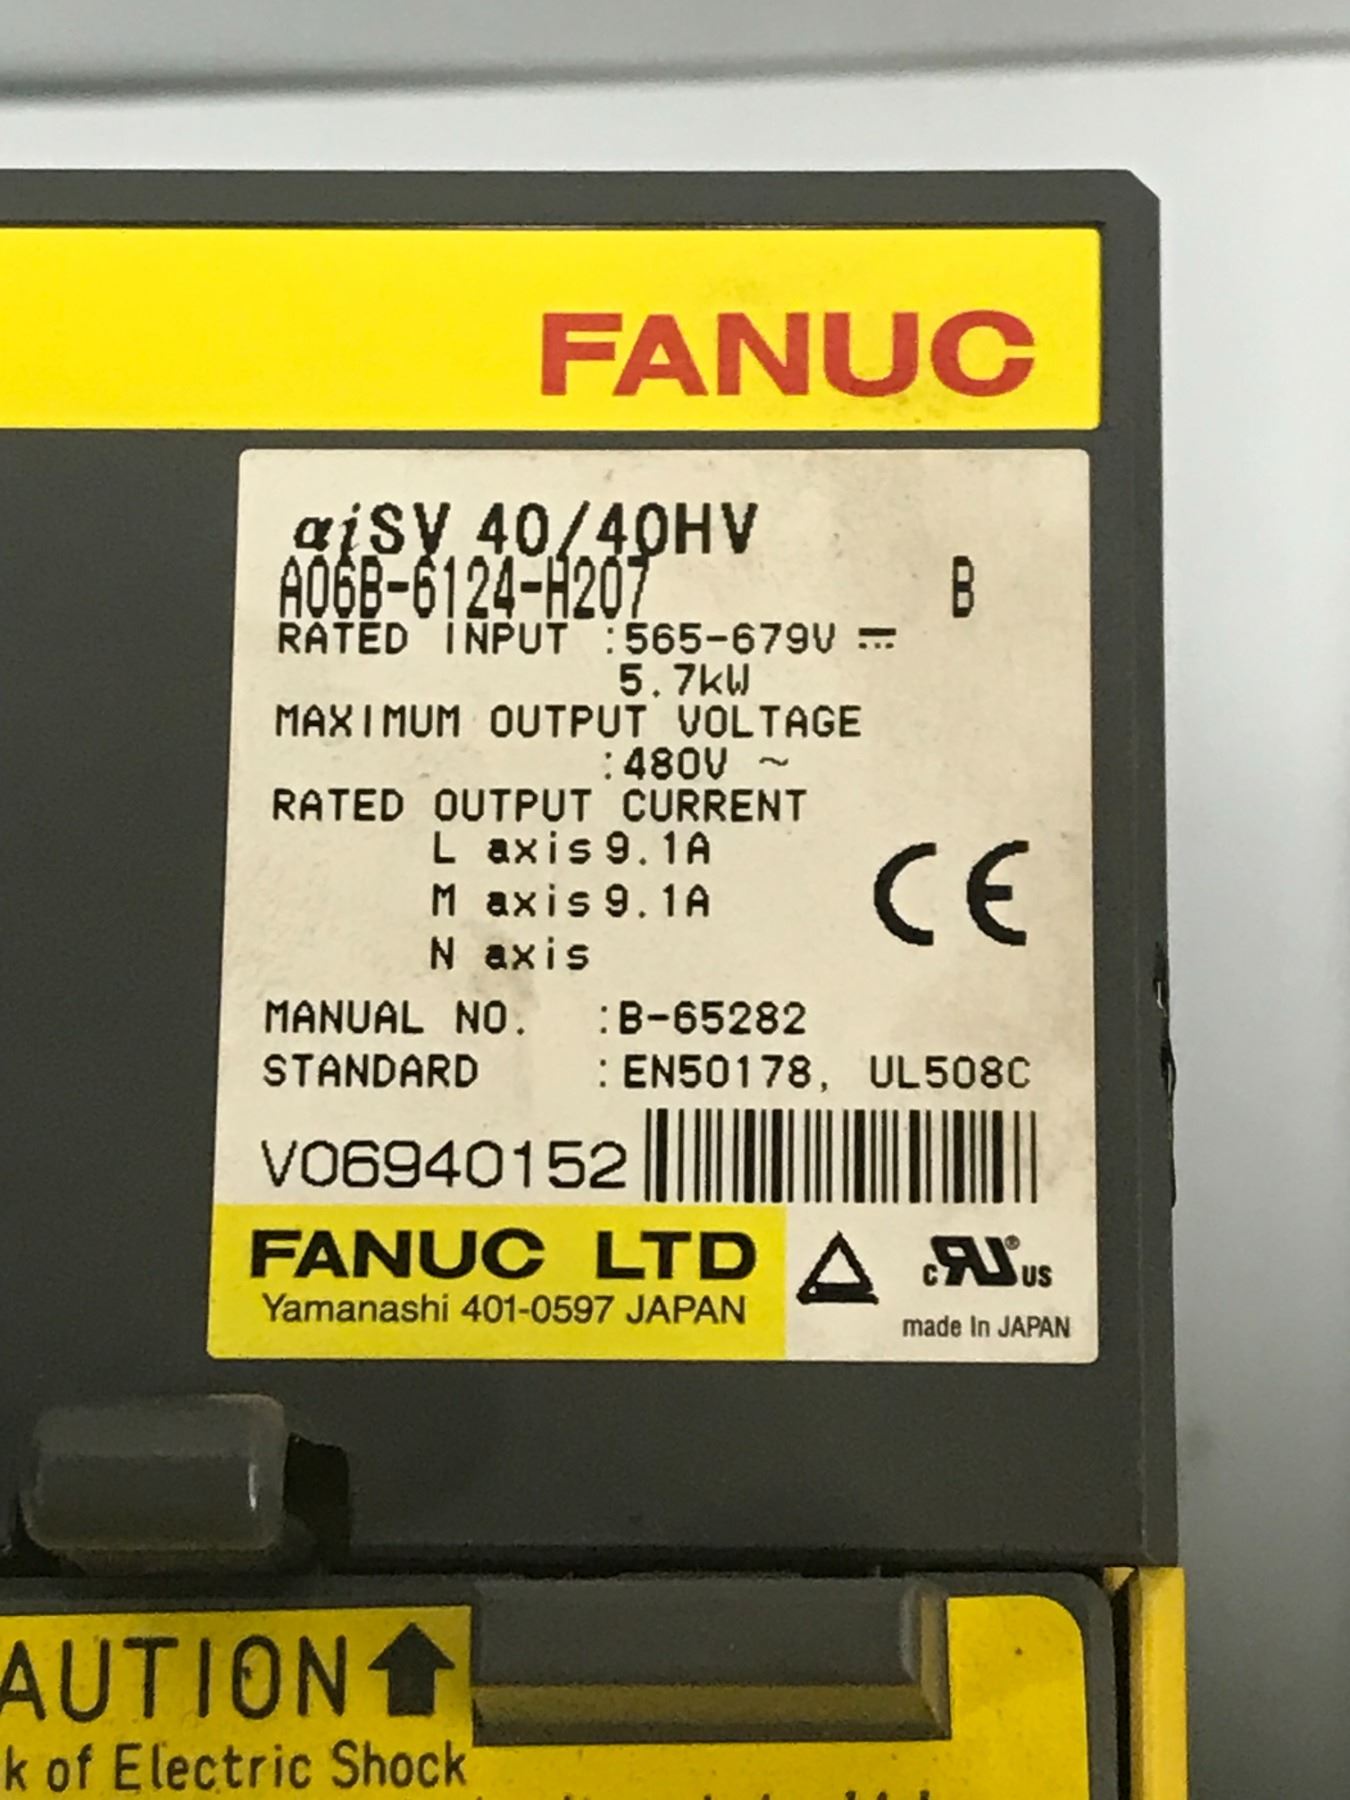 FANUC
αiSV 40/40HV
A06B-6124-H207 B
RATED INPUT :565-679V ⎓
5.7kW
MAXIMUM OUTPUT VOLTAGE
:480V ~
RATED OUTPUT CURRENT
L axis 9.1A
M axis 9.1A
N axis
CE
MANUAL NO. :B-65282
STANDARD :EN50178, UL508C
V06940152
FANUC LTD
Yamanashi 401-0597 JAPAN
c RU ® US
made In JAPAN
AUTION
k of Electric Shock